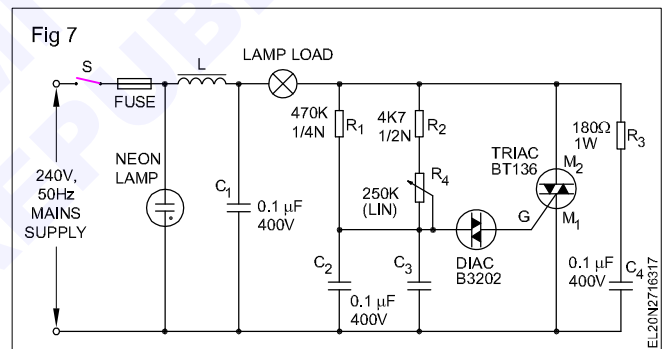 Fig 7
S
FUSE
L
LAMP LOAD
240V,
50Hz
MAINS
SUPPLY
NEON
LAMP
C1
0.1 µF
400V
470K
1/4N
R1
4K7
1/2N
R2
R4
250K
(LIN)
C2
0.1 µF
400V
C3
DIAC
B3202
G
TRIAC
BT136
M2
M1
180Ω
1W
R3
0.1 µF
400V
C4
EL20N2716317